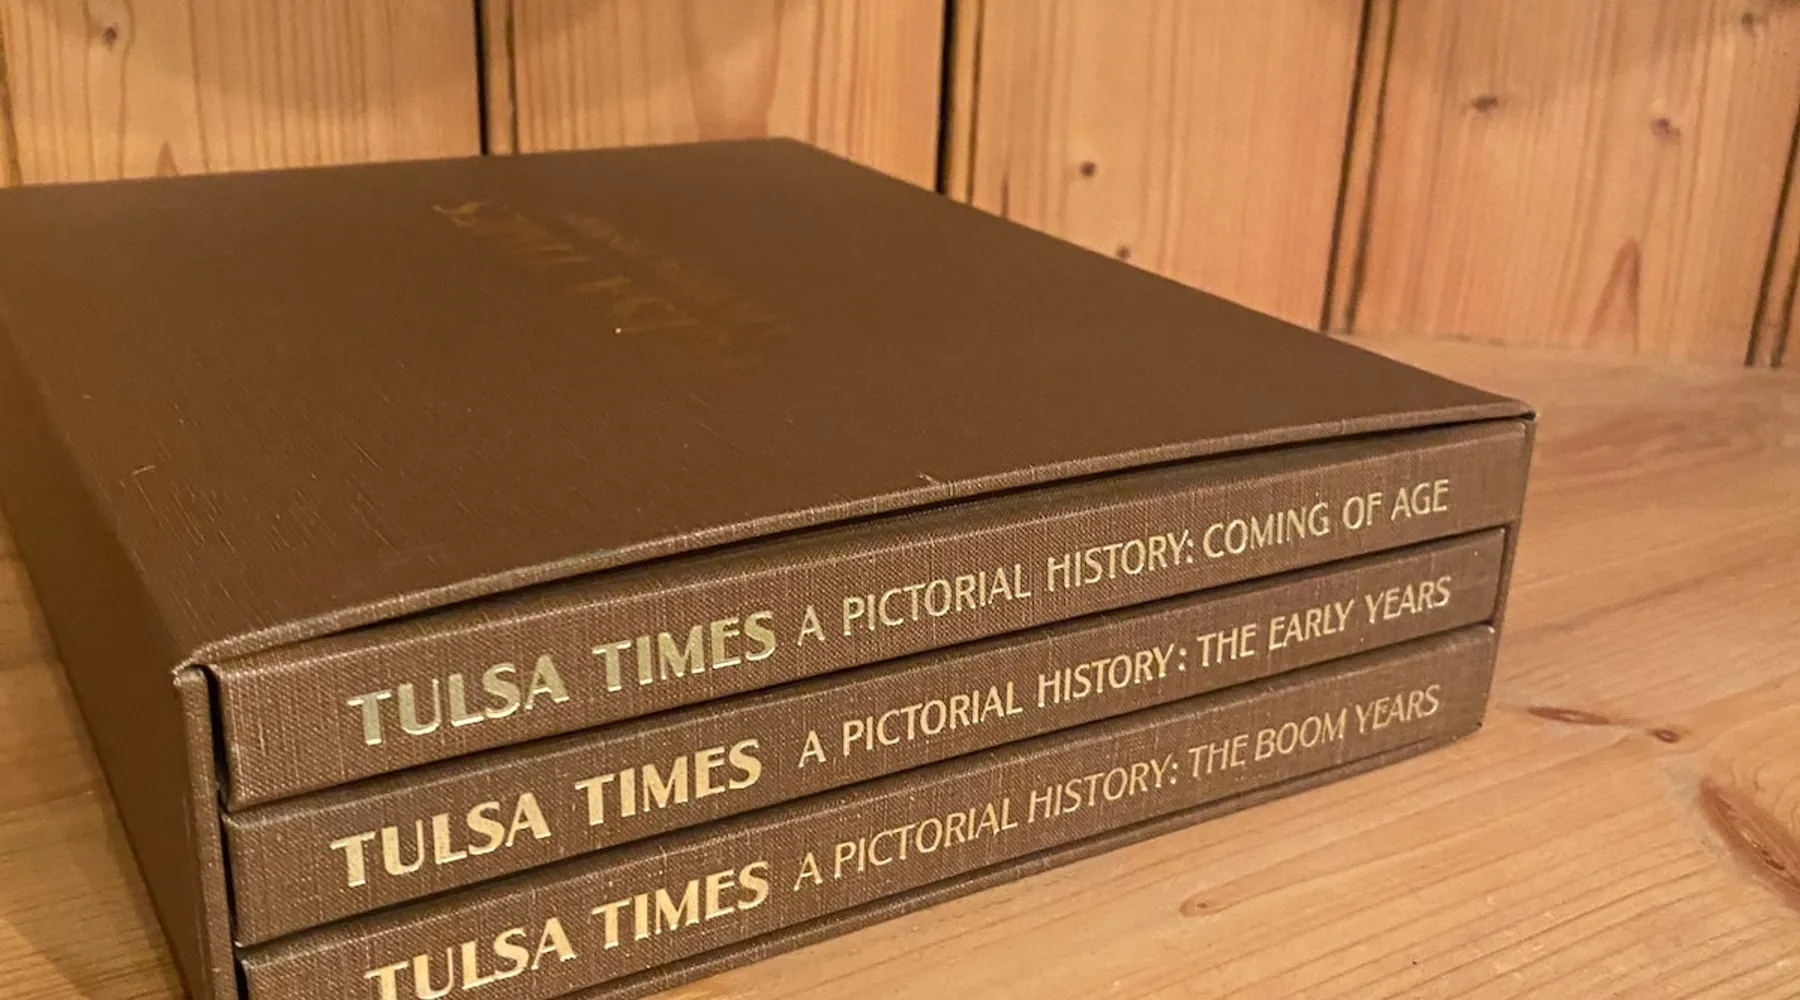 TULSA TIMES A PICTORIAL HISTORY: COMING OF AGE
TULSA TIMES A PICTORIAL HISTORY: THE EARLY YEARS
TULSA TIMES A PICTORIAL HISTORY: THE BOOM YEARS